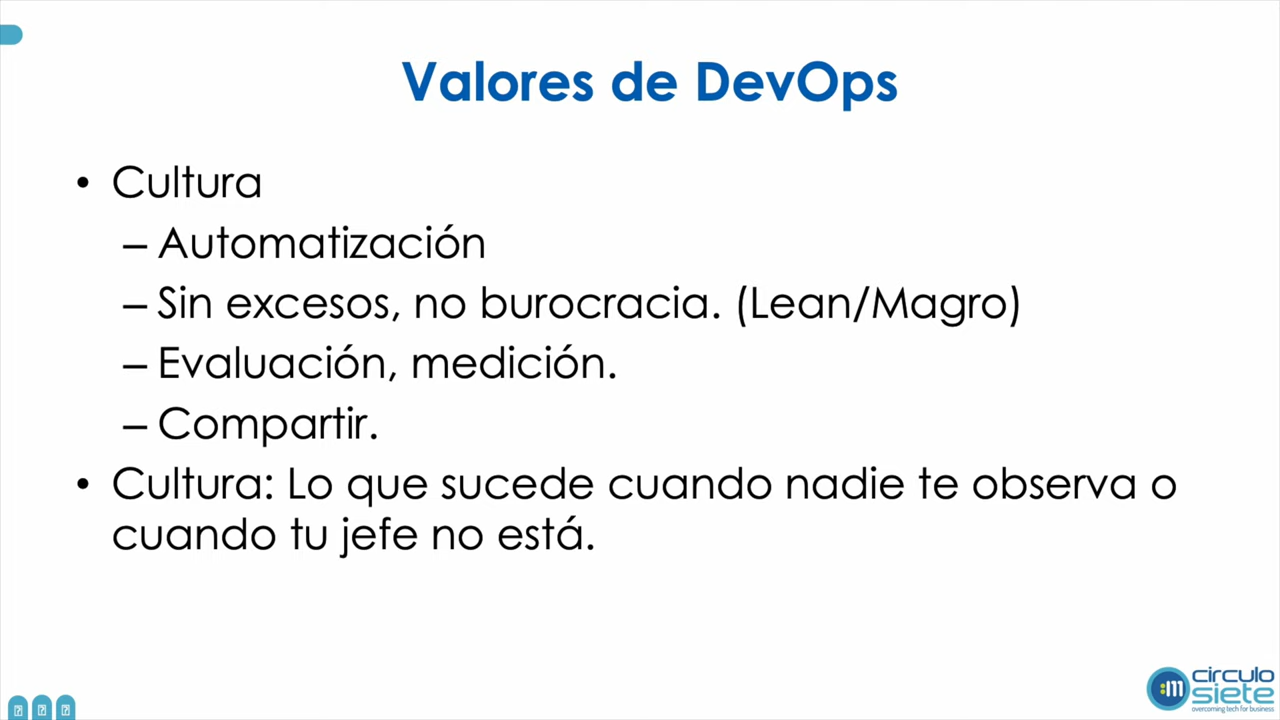 Valores de DevOps
• Cultura
– Automatización
– Sin excesos, no burocracia. (Lean/Magro)
– Evaluación, medición.
– Compartir.
• Cultura: Lo que sucede cuando nadie te observa o
cuando tu jefe no está.
:m circulo
siete
overcoming tech for business